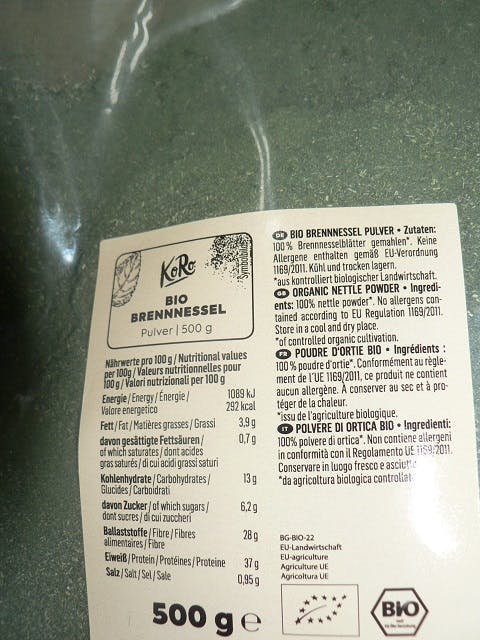 KoRo
Symbolbild
BIO
BRENNNESSEL
Pulver | 500 g
Nährwerte pro 100 g / Nutritional values
per 100g / Valeurs nutritionnelles pour
100 g / Valori nutrizionali per 100 g
Energie / Energy / Énergie / 1089 kJ
Valore energetico 292 kcal
Fett / Fat / Matières grasses / Grassi 3,9 g
davon gesättigte Fettsäuren / 0,7 g
of which saturates / dont acides
gras saturés / di cui acidi grassi saturi
Kohlenhydrate / Carbohydrates / 13 g
Glucides / Carboidrati
davon Zucker / of which sugars / 6,2 g
dont sucres / di cui zuccheri
Ballaststoffe / Fibre / Fibres 28 g
alimentaires / Fibre
Eiweiß / Protein / Protéines / Proteine 37 g
Salz / Salt / Sel / Sale 0,95 g
500 g e
DE BIO BRENNNESSEL PULVER • Zutaten:
100 % Brennnesselblätter gemahlen*. Keine
Allergene enthalten gemäß EU-Verordnung
1169/2011. Kühl und trocken lagern.
*aus kontrolliert biologischer Landwirtschaft.
GB ORGANIC NETTLE POWDER • Ingredi-
ents: 100% nettle powder*. No allergens con-
tained according to EU Regulation 1169/2011.
Store in a cool and dry place.
*of controlled organic cultivation.
FR POUDRE D'ORTIE BIO • Ingrédients :
100 % poudre d'ortie*. Conformément au règle-
ment de l'UE 1169/2011, ce produit ne contient
aucun allergène. À conserver au sec et à pro-
téger de la chaleur.
*issu de l'agriculture biologique.
IT POLVERE DI ORTICA BIO • Ingredienti:
100% polvere di ortica*. Non contiene allergeni
in conformità con il Regolamento UE 1169/2011.
Conservare in luogo fresco e asciutto.
*da agricoltura biologica controllata.
BG-BIO-22
EU-Landwirtschaft
EU-agriculture
Agriculture UE
Agricoltura UE
BIO